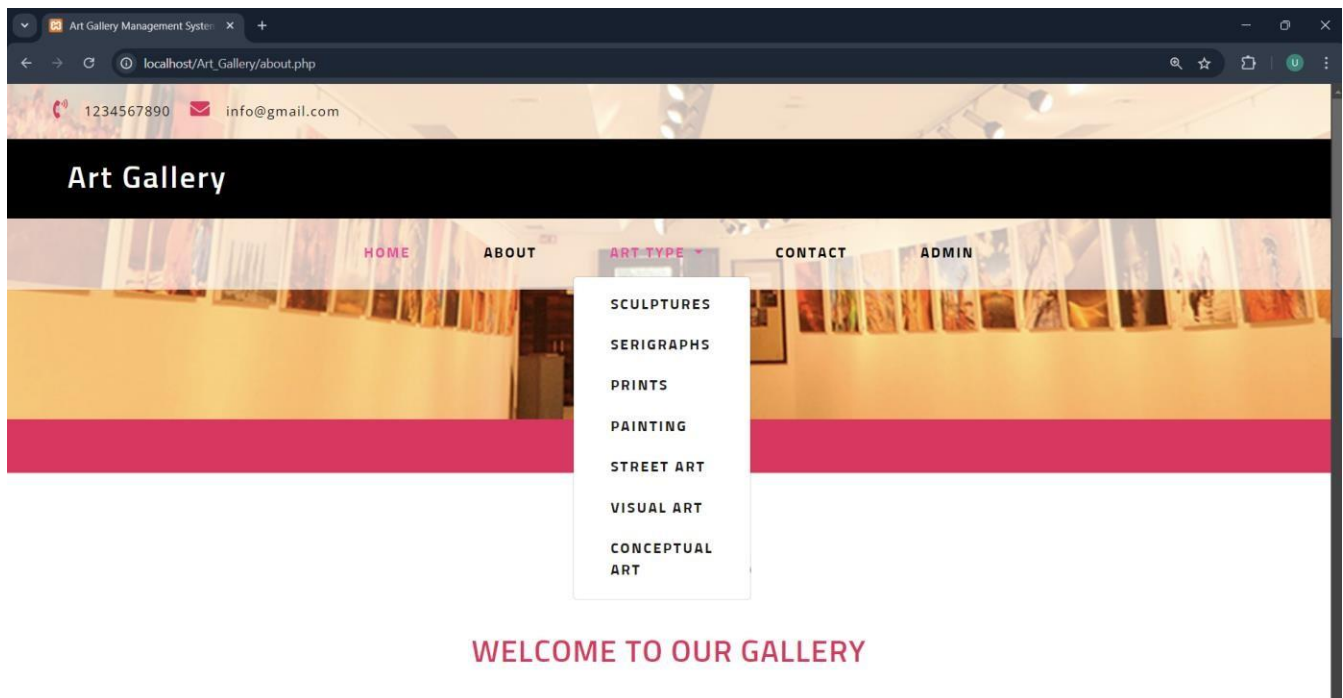 Art Gallery Management System
localhost/Art_Gallery/about.php
U
1234567890 info@gmail.com
Art Gallery
HOME ABOUT ART TYPE CONTACT ADMIN
SCULPTURES
SERIGRAPHS
PRINTS
PAINTING
STREET ART
VISUAL ART
CONCEPTUAL
ART
WELCOME TO OUR GALLERY